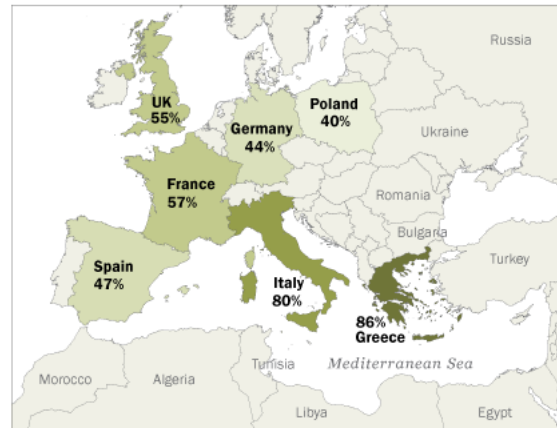 Russia
UK
55%
Poland
40%
Germany
44%
Ukraine
France
57%
Romania
Bulgaria
Spain
47%
Italy
80%
Turkey
86%
Greece
Mediterranean Sea
Tunisia
Morocco
Algeria
Libya
Egypt